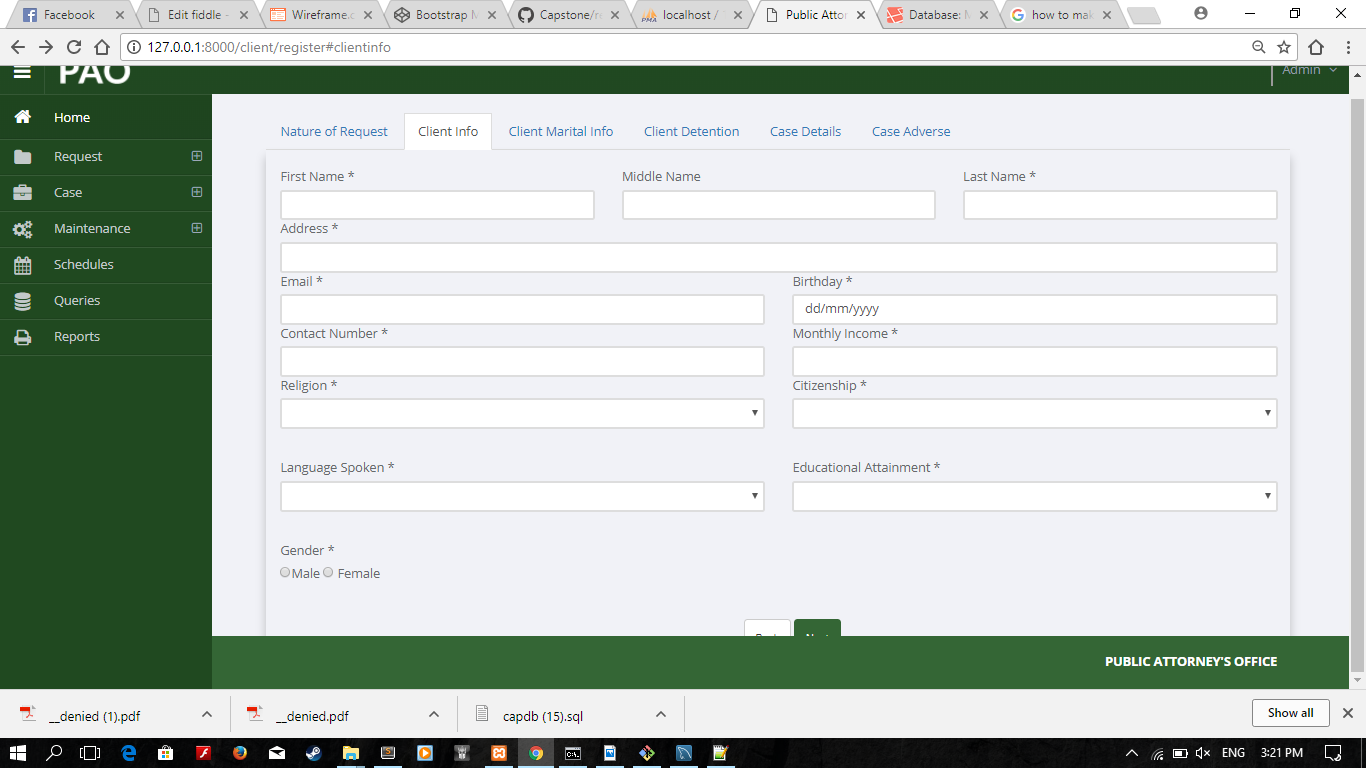 Facebook
Edit fiddle -
Wireframe.c
Bootstrap M
Capstone/r
localhost /
Public Attor
Database: M
how to mak
127.0.0.1:8000/client/register#clientinfo
PAO
Admin
Home
Request
Case
Maintenance
Schedules
Queries
Reports
Nature of Request Client Info Client Marital Info Client Detention Case Details Case Adverse
First Name * Middle Name Last Name *
Address *
Email * Birthday *
dd/mm/yyyy
Contact Number * Monthly Income *
Religion * Citizenship *
Language Spoken * Educational Attainment *
Gender *
Male Female
PUBLIC ATTORNEY'S OFFICE
__denied (1).pdf __denied.pdf capdb (15).sql Show all
ENG 3:21 PM